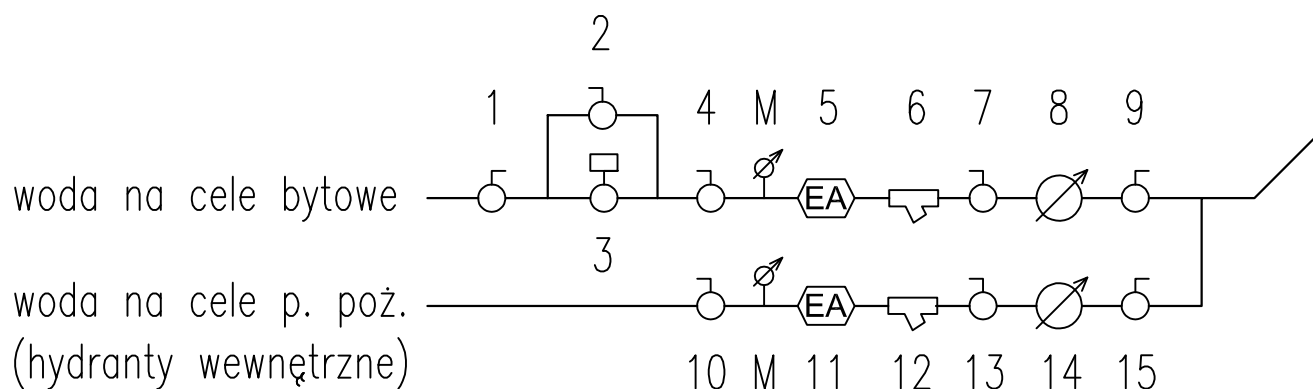 2
1 4 M 5 6 7 8 9
woda na cele bytowe EA
3
woda na cele p. poż. EA
(hydranty wewnętrzne) 10 M 11 12 13 14 15